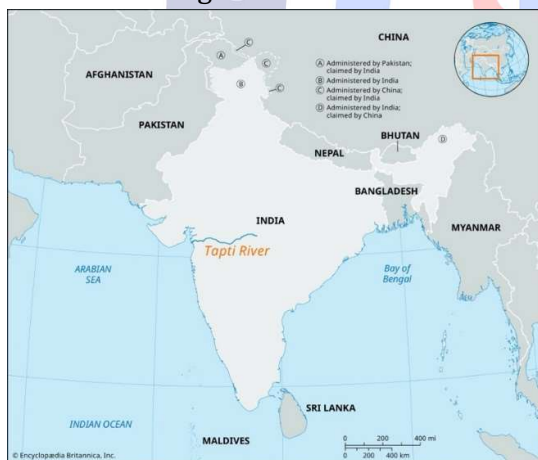 CHINA
Ⓒ
Ⓐ
Ⓒ
Ⓐ Administered by Pakistan;
claimed by India
Ⓑ Administered by India
Ⓒ Administered by China;
claimed by India
Ⓓ Administered by India;
claimed by China
AFGHANISTAN
Ⓑ
Ⓒ
PAKISTAN
BHUTAN
Ⓓ
NEPAL
BANGLADESH
INDIA
MYANMAR
Tapti River
ARABIAN
SEA
Bay of
Bengal
SRI LANKA
INDIAN OCEAN
MALDIVES
0 200 400 mi
0 200 400 km
© Encyclopædia Britannica, Inc.